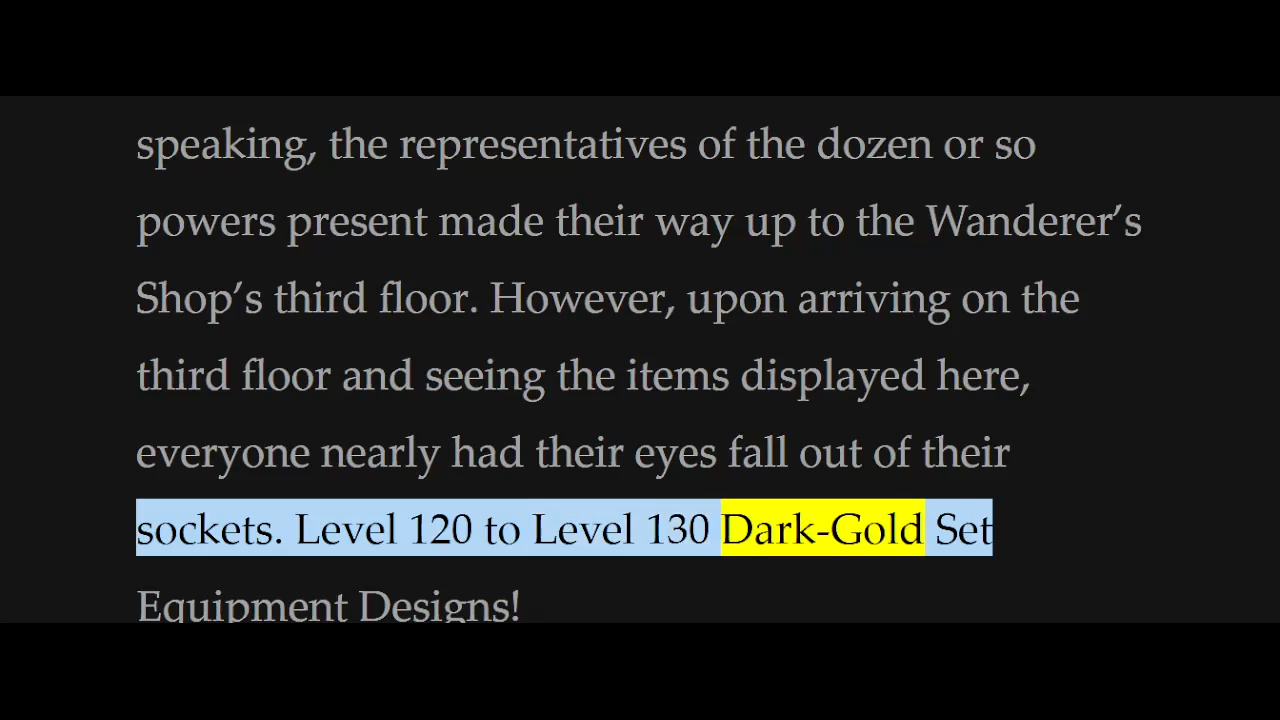 speaking, the representatives of the dozen or so
powers present made their way up to the Wanderer’s
Shop’s third floor. However, upon arriving on the
third floor and seeing the items displayed here,
everyone nearly had their eyes fall out of their
sockets. Level 120 to Level 130 Dark-Gold Set
Equipment Designs!